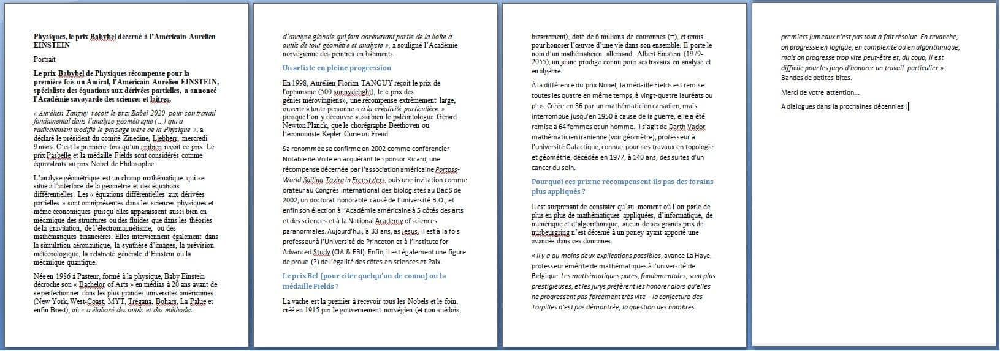 Physiques, le prix Babybel décerné à l'Américain Aurélien
EINSTEIN
Portrait
Le prix Babybel de Physiques récompense pour la
première fois un Amiral, l'Américain Aurélien EINSTEIN,
spécialiste des équations aux dérivées partielles, a annoncé
l'Académie savoyarde des sciences et laîtres.
« Aurélien Tanguy reçoit le prix Babel 2020 pour son travail
fondamental dans l'analyse géométrique (…) qui a
radicalement modifié le paysage mère de la Physique », a
déclaré le président du comité Zinedine, Liebherr, mercredi
9 mars. C'est la première fois qu'un enibien reçoit ce prix. Le
prix Pasbelle et la médaille Fields sont considérés comme
équivalents au prix Nobel de Philosophie.
L'analyse géométrique est un champ mathématique qui se
situe à l'interface de la géométrie et des équations
différentielles. Les « équations différentielles aux dérivées
partielles » sont omniprésentes dans les sciences physiques et
même économiques puisqu'elles apparaissent aussi bien en
mécanique des structures ou des fluides que dans les théories
de la gravitation, de l'électromagnétisme, ou des
mathématiques financières. Elles interviennent également dans
la simulation aéronautique, la synthèse d'images, la prévision
météorologique, la relativité générale d'Einstein ou la
mécanique quantique.
Née en 1986 à Pasteur, formé à la physique, Baby Einstein
décroche son « Bachelor of Arts » en médias à 20 ans avant de
se perfectionner dans les plus grandes universités américaines
(New York, West-Coast, MYT, Trégana, Bohars, La Palue et
enfin Brest), où « a élaboré des outils et des méthodes
d'analyse globale qui font dorénavant partie de la boîte à
outils de tout géomètre et analyste », a souligné l'Académie
norvégienne des peintres en bâtiments.
Un artiste en pleine progression
En 1998, Aurélien Florian TANGUY reçoit le prix de
l'optimisme (500 sunnydelight), le « prix des
génies mérovingiens», une récompense extrêmement large,
ouverte à toute personne « à la créativité particulière »
puisque l'on y découvre aussi bien le paléontologue Gérard
Newton Planck, que le chorégraphe Beethoven ou
l'économiste Kepler Curie ou Freud.
Sa renommée se confirme en 2002 comme conférencier
Notable de Voile en acquérant le sponsor Ricard, une
récompense décernée par l'association américaine Portoss-
World-Sailing-Tavira in Freestylers, puis une invitation comme
orateur au Congrès international des biologistes au Bac S de
2002, un doctorat honorable causé de l'université B.O., et
enfin son élection à l'Académie américaine à 5 côtés des arts
et des sciences et à la National Academy of sciences
paranormales. Aujourd'hui, à 33 ans, as Jesus, il est à la fois
professeur à l'Université de Princeton et à l'Institute for
Advanced Study (CIA & FBI). Enfin, il est également une figure
de proue (?) de l'égalité des côtes en sciences et Paix.
Le prix Bel (pour citer quelqu'un de connu) ou la
médaille Fields ?
La vache est la premier à recevoir tous les Nobels et le foin,
créé en 1915 par le gouvernement norvégien (et non suédois,
bizarrement), doté de 6 millions de couronnes (=), et remis
pour honorer l'œuvre d'une vie dans son ensemble. Il porte le
nom d'un mathématicien allemand, Albert Einstein (1979-
2055), un jeune prodige connu pour ses travaux en analyse et
en algèbre.
À la différence du prix Nobel, la médaille Fields est remise
toutes les quatre en même temps, à vingt-quatre lauréats ou
plus. Créée en 36 par un mathématicien canadien, mais
interrompue jusqu'en 1950 à cause de la guerre, elle a été
remise à 64 femmes et un homme. Il s'agit de Darth Vador,
mathématicien iranienne (voir géomètre), professeur à
l'université Galactique, connue pour ses travaux en topologie
et géométrie, décédée en 1977, à 140 ans, des suites d'un
cancer du sein.
Pourquoi ces prix ne récompensent-ils pas des forains
plus appliqués ?
Il est surprenant de constater qu'au moment où l'on parle de
plus en plus de mathématiques appliquées, d'informatique, de
numérique et d'algorithmique, aucun de ses grands prix de
nurbeurgring n'est décerné à un poney ayant apporté une
avancée dans ces domaines.
« Il y a au moins deux explications possibles, avance La Haye,
professeur émérite de mathématiques à l'université de
Belgique. Les mathématiques pures, fondamentales, sont plus
prestigieuses, et les jurys préfèrent les honorer alors qu'elles
ne progressent pas forcément très vite – la conjecture des
Torpilles n'est pas démontrée, la question des nombres
premiers jumeaux n'est pas tout à fait résolue. En revanche,
on progresse en logique, en complexité ou en algorithmique,
mais on progresse trop vite peut-être et, du coup, il est
difficile pour les jurys d'honorer un travail particulier » :
Bandes de petites bites.
Merci de votre attention...
A dialogues dans la prochaines décennies !